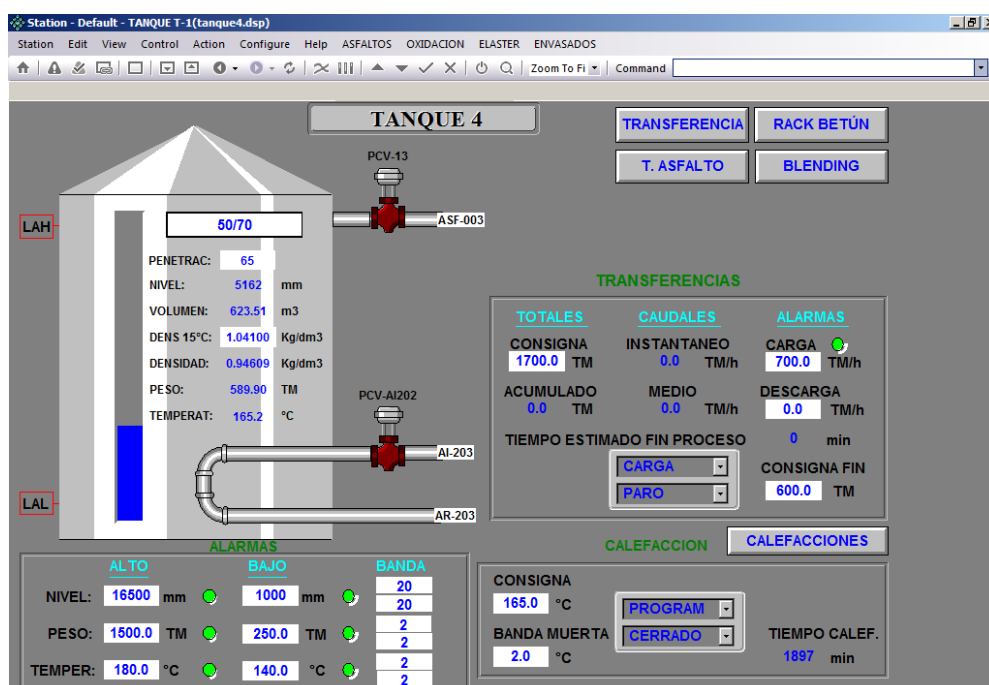 Station - Default - TANQUE T-1(tanque4.dsp)
Station Edit View Control Action Configure Help ASFALTOS OXIDACION ELASTER ENVASADOS
Zoom To Fi Command
TANQUE 4
TRANSFERENCIA RACK BETÚN
T. ASFALTO BLENDING
PCV-13
ASF-003
LAH
50/70
PENETRAC: 65
NIVEL: 5162 mm
VOLUMEN: 623.51 m3
DENS 15°C: 1.04100 Kg/dm3
DENSIDAD: 0.94609 Kg/dm3
PESO: 589.90 TM
TEMPERAT: 165.2 °C
PCV-AI202
AI-203
AR-203
LAL
TRANSFERENCIAS
TOTALES CAUDALES ALARMAS
CONSIGNA INSTANTANEO CARGA
1700.0 TM 0.0 TM/h 700.0 TM/h
ACUMULADO MEDIO DESCARGA
0.0 TM 0.0 TM/h 0.0 TM/h
TIEMPO ESTIMADO FIN PROCESO 0 min
CARGA CONSIGNA FIN
PARO 600.0 TM
ALARMAS
ALTO BAJO BANDA
NIVEL: 16500 mm 1000 mm 20
20
PESO: 1500.0 TM 250.0 TM 2
2
TEMPER: 180.0 °C 140.0 °C 2
2
CALEFACCION CALEFACCIONES
CONSIGNA
165.0 °C PROGRAM
BANDA MUERTA CERRADO TIEMPO CALEF.
2.0 °C 1897 min